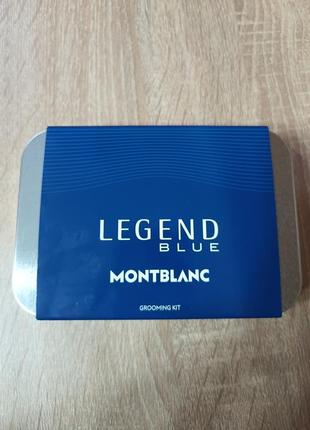 LEGEND
BLUE
MONTBLANC
GROOMING KIT